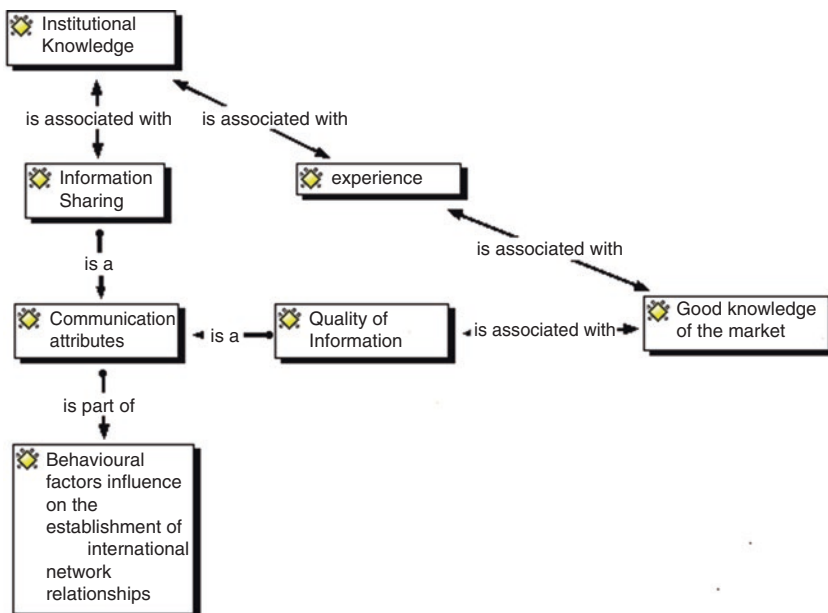 Institutional
Knowledge
is associated with
is associated with
Information
Sharing
experience
is associated with
is a
Communication
attributes
is a
Quality of
Information
is associated with
Good knowledge
of the market
is part of
Behavioural
factors influence
on the
establishment of
international
network
relationships